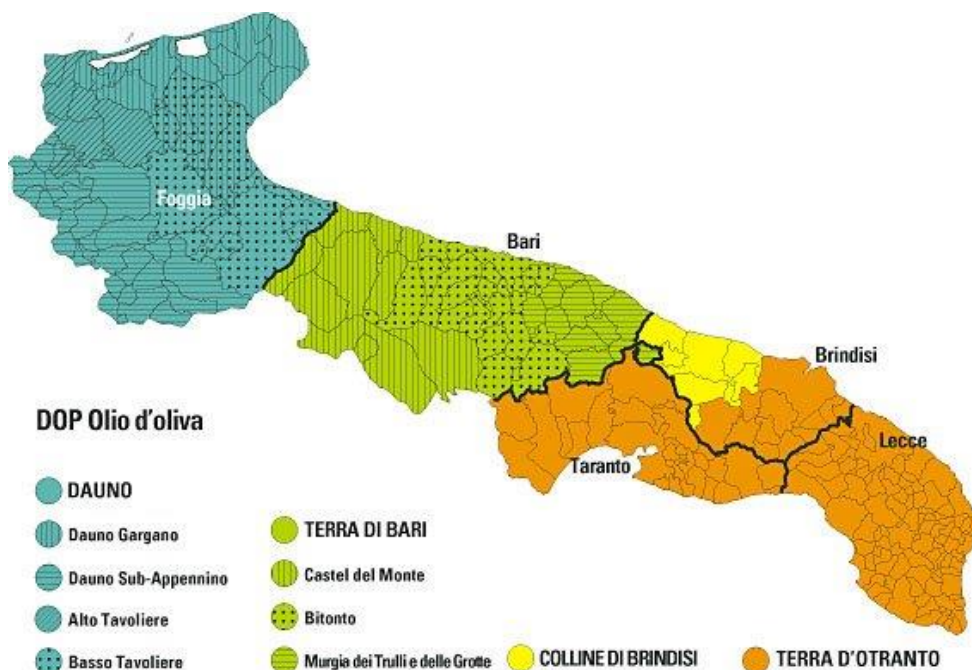 Foggia
Bari
Brindisi
Lecce
Taranto
DOP Olio d'oliva
DAUNO
Dauno Gargano
Dauno Sub-Appennino
Alto Tavoliere
Basso Tavoliere
TERRA DI BARI
Castel del Monte
Bitonto
Murgia dei Trulli e delle Grotte
COLLINE DI BRINDISI
TERRA D'OTRANTO